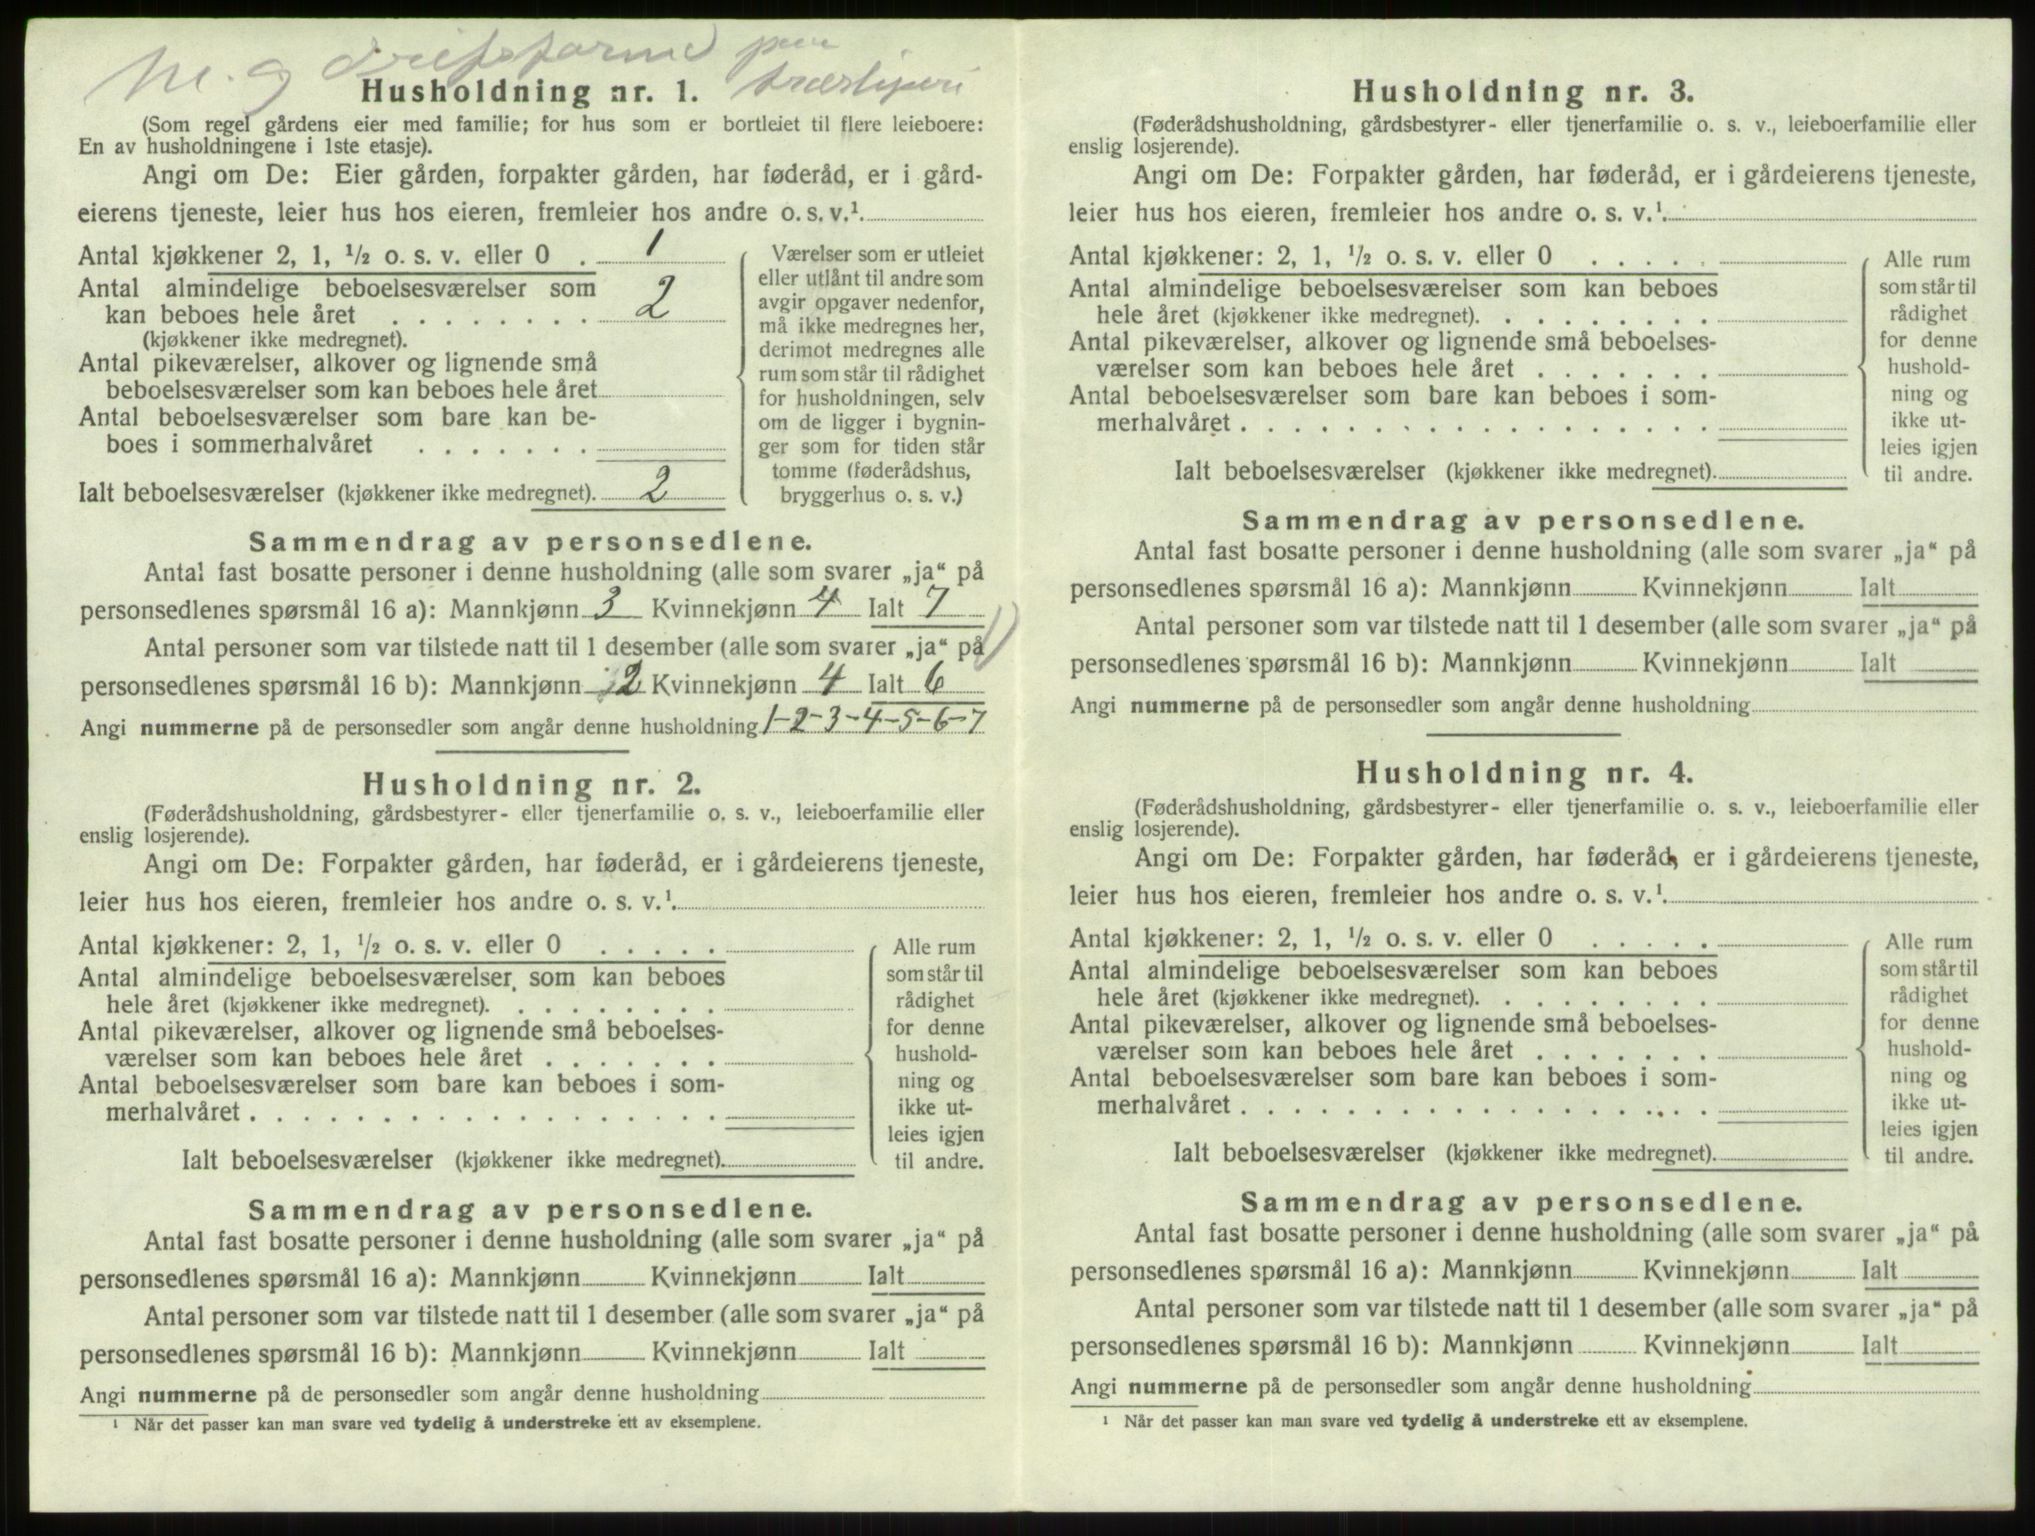 Husholdning nr. 1.
(Som regel gårdens eier med familie; for hus som er bortleiet til flere leieboere:
En av husholdningene i 1ste etasje).
Angi om De: Eier gården, forpakter gården, har føderåd, er i gård-
eierens tjeneste, leier hus hos eieren, fremleier hos andre o. s. v.¹.
Antal kjøkkener 2, 1, ½ o. s. v. eller 0 . 1
Antal almindelige beboelsesværelser som
kan beboes hele året . . . . . . . . 2
(kjøkkener ikke medregnet).
Antal pikeværelser, alkover og lignende små
beboelsesværelser som kan beboes hele året
Antal beboelsesværelser som bare kan be-
boes i sommerhalvåret . . . . . . .
Ialt beboelsesværelser (kjøkkener ikke medregnet). 2
Værelser som er utleiet
eller utlånt til andre som
avgir opgaver nedenfor,
må ikke medregnes her,
derimot medregnes alle
rum som står til rådighet
for husholdningen, selv
om de ligger i bygnin-
ger som for tiden står
tomme (føderådshus,
bryggerhus o. s. v.)
Sammendrag av personsedlene.
Antal fast bosatte personer i denne husholdning (alle som svarer „ja“ på
personsedlenes spørsmål 16 a): Mannkjønn 3 Kvinnekjønn 4 Ialt 7
Antal personer som var tilstede natt til 1 desember (alle som svarer „ja“ på
personsedlenes spørsmål 16 b): Mannkjønn 2 Kvinnekjønn 4 Ialt 6
Angi nummerne på de personsedler som angår denne husholdning 1-2-3-4-5-6-7
Husholdning nr. 2.
(Føderådshusholdning, gårdsbestyrer- eller tjenerfamilie o. s. v., leieboerfamilie eller
enslig losjerende).
Angi om De: Forpakter gården, har føderåd, er i gårdeierens tjeneste,
leier hus hos eieren, fremleier hos andre o. s. v.¹.
Antal kjøkkener: 2, 1, ½ o. s. v. eller 0 . . . . .
Antal almindelige beboelsesværelser som kan beboes
hele året (kjøkkener ikke medregnet). . . . . . . . .
Antal pikeværelser, alkover og lignende små beboelses-
værelser som kan beboes hele året . . . . . . .
Antal beboelsesværelser som bare kan beboes i som-
merhalvåret . . . . . . . . . . . . . . . . . .
Ialt beboelsesværelser (kjøkkener ikke medregnet).
Alle rum
som står til
rådighet
for denne
hushold-
ning og
ikke ut-
leies igjen
til andre.
Sammendrag av personsedlene.
Antal fast bosatte personer i denne husholdning (alle som svarer „ja“ på
personsedlenes spørsmål 16 a): Mannkjønn Kvinnekjønn Ialt
Antal personer som var tilstede natt til 1 desember (alle som svarer „ja“ på
personsedlenes spørsmål 16 b): Mannkjønn Kvinnekjønn Ialt
Angi nummerne på de personsedler som angår denne husholdning
¹ Når det passer kan man svare ved tydelig å understreke ett av eksemplene.
Husholdning nr. 3.
(Føderådshusholdning, gårdsbestyrer- eller tjenerfamilie o. s. v., leieboerfamilie eller
enslig losjerende).
Angi om De: Forpakter gården, har føderåd, er i gårdeierens tjeneste,
leier hus hos eieren, fremleier hos andre o. s. v.¹.
Antal kjøkkener: 2, 1, ½ o. s. v. eller 0 . . . . .
Antal almindelige beboelsesværelser som kan beboes
hele året (kjøkkener ikke medregnet). . . . . . . . .
Antal pikeværelser, alkover og lignende små beboelses-
værelser som kan beboes hele året . . . . . . .
Antal beboelsesværelser som bare kan beboes i som-
merhalvåret . . . . . . . . . . . . . . . . . .
Ialt beboelsesværelser (kjøkkener ikke medregnet).
Alle rum
som står til
rådighet
for denne
hushold-
ning og
ikke ut-
leies igjen
til andre.
Sammendrag av personsedlene.
Antal fast bosatte personer i denne husholdning (alle som svarer „ja“ på
personsedlenes spørsmål 16 a): Mannkjønn Kvinnekjønn Ialt
Antal personer som var tilstede natt til 1 desember (alle som svarer „ja“ på
personsedlenes spørsmål 16 b): Mannkjønn Kvinnekjønn Ialt
Angi nummerne på de personsedler som angår denne husholdning
Husholdning nr. 4.
(Føderådshusholdning, gårdsbestyrer- eller tjenerfamilie o. s. v., leieboerfamilie eller
enslig losjerende).
Angi om De: Forpakter gården, har føderåd, er i gårdeierens tjeneste,
leier hus hos eieren, fremleier hos andre o. s. v.¹.
Antal kjøkkener: 2, 1, ½ o. s. v. eller 0 . . . . .
Antal almindelige beboelsesværelser som kan beboes
hele året (kjøkkener ikke medregnet). . . . . . . . .
Antal pikeværelser, alkover og lignende små beboelses-
værelser som kan beboes hele året . . . . . . .
Antal beboelsesværelser som bare kan beboes i som-
merhalvåret . . . . . . . . . . . . . . . . . .
Ialt beboelsesværelser (kjøkkener ikke medregnet).
Alle rum
som står til
rådighet
for denne
hushold-
ning og
ikke ut-
leies igjen
til andre.
Sammendrag av personsedlene.
Antal fast bosatte personer i denne husholdning (alle som svarer „ja“ på
personsedlenes spørsmål 16 a): Mannkjønn Kvinnekjønn Ialt
Antal personer som var tilstede natt til 1 desember (alle som svarer „ja“ på
personsedlenes spørsmål 16 b): Mannkjønn Kvinnekjønn Ialt
Angi nummerne på de personsedler som angår denne husholdning
¹ Når det passer kan man svare ved tydelig å understreke ett av eksemplene.